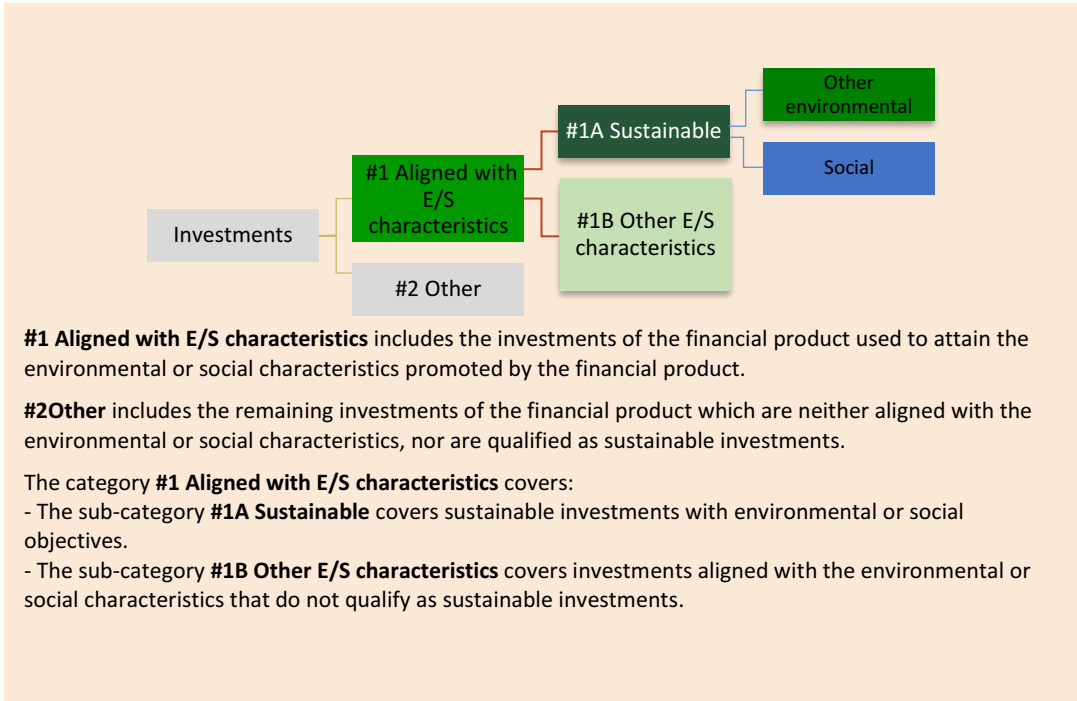 Other
environmental
#1A Sustainable
Social
#1 Aligned with
E/S
characteristics
#1B Other E/S
characteristics
Investments
#2 Other
#1 Aligned with E/S characteristics includes the investments of the financial product used to attain the
environmental or social characteristics promoted by the financial product.
#2Other includes the remaining investments of the financial product which are neither aligned with the
environmental or social characteristics, nor are qualified as sustainable investments.
The category #1 Aligned with E/S characteristics covers:
- The sub-category #1A Sustainable covers sustainable investments with environmental or social
objectives.
- The sub-category #1B Other E/S characteristics covers investments aligned with the environmental or
social characteristics that do not qualify as sustainable investments.